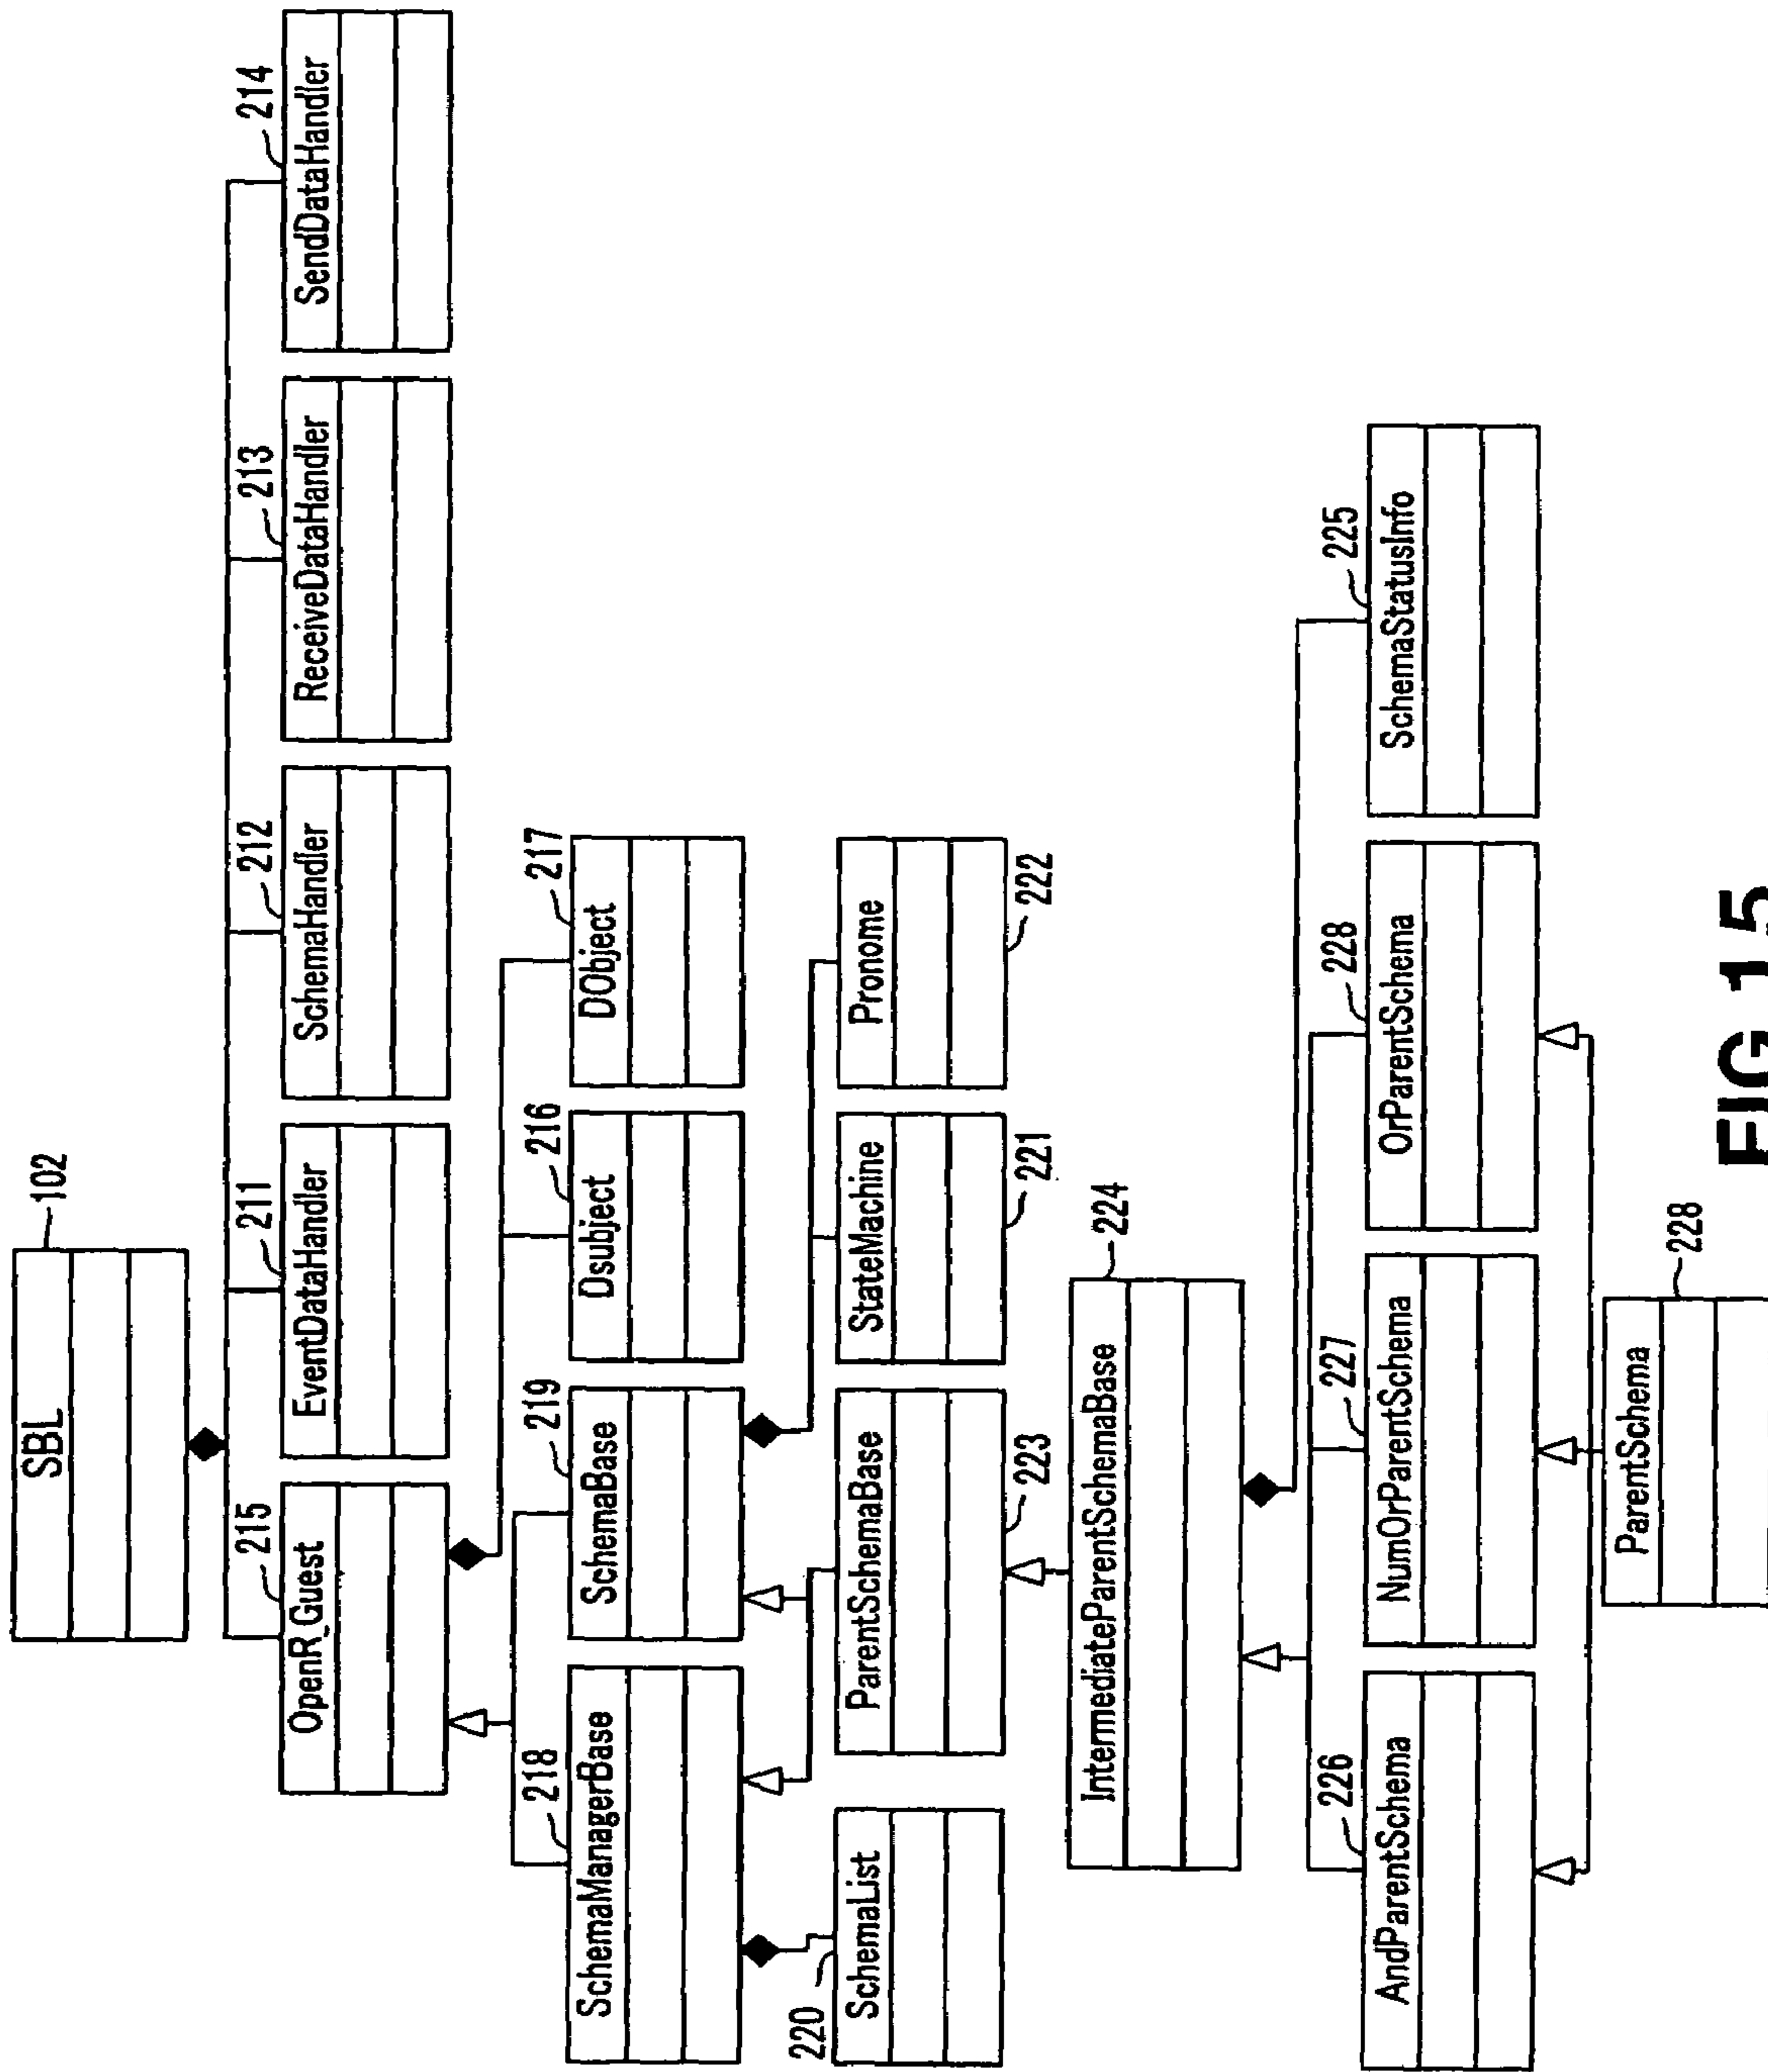 SBL
102
215
OpenR_Guest
211
EventDataHandler
212
SchemaHandler
213
ReceiveDataHandler
214
SendDataHandler
218
SchemaManagerBase
219
SchemaBase
216
Dsubject
217
DObject
220
SchemaList
ParentSchemaBase
223
StateMachine
221
Pronome
222
IntermediateParentSchemaBase
224
226
AndParentSchema
227
NumOrParentSchema
228
OrParentSchema
225
SchemaStatusInfo
ParentSchema
228
FIG.15